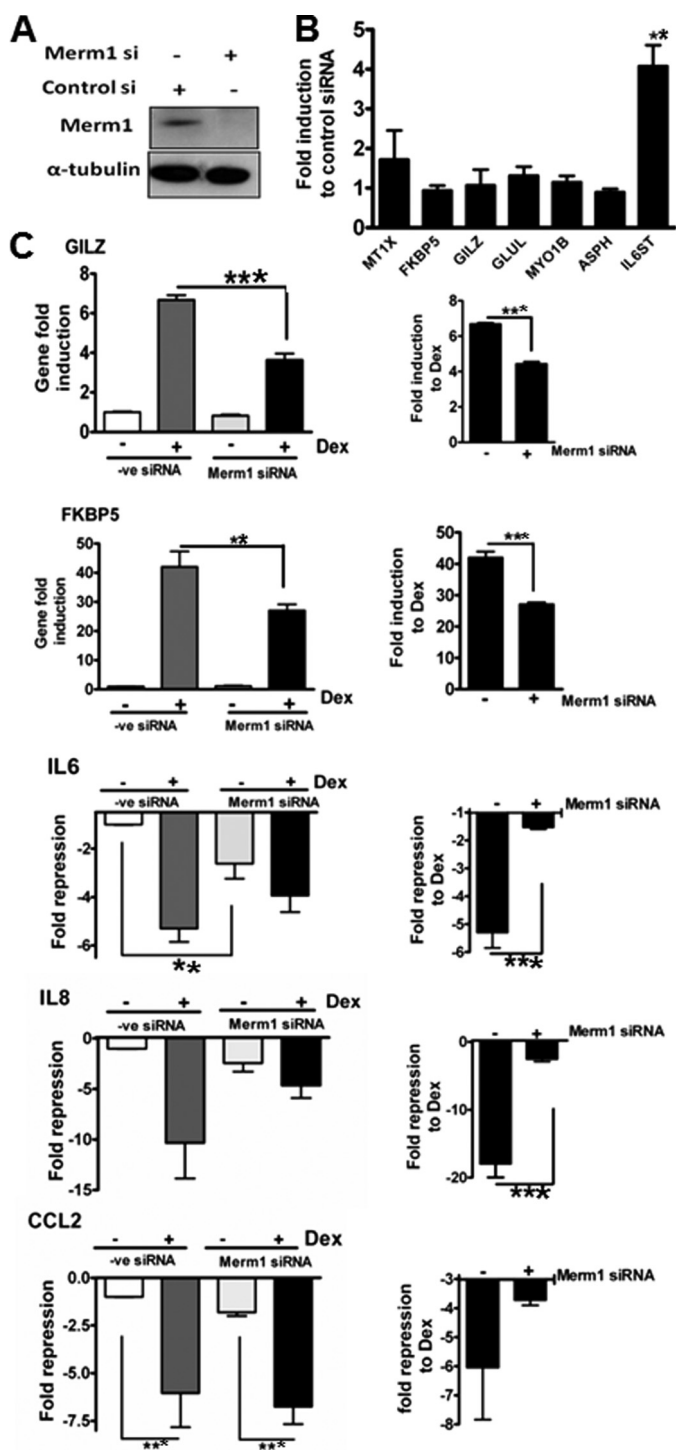 A
Merm1 si - +
Control si + -
Merm1
α-tubulin
B
Fold induction
to control siRNA
6
5
4
3
2
1
0
**
MT1X FKBP5 GILZ GLUL MYO1B ASPH IL6ST
C
GILZ
Gene fold
induction
8
6
4
2
0
***
- + - + Dex
-ve siRNA Merm1 siRNA
Fold induction
to Dex
8
6
4
2
0
***
- + Merm1 siRNA
FKBP5
Gene fold
induction
50
40
30
20
10
0
**
- + - + Dex
-ve siRNA Merm1 siRNA
Fold induction
to Dex
50
40
30
20
10
0
***
- + Merm1 siRNA
IL6
- + - + Dex
-ve siRNA Merm1 siRNA
Fold repression
-2
-4
-6
**
- + Merm1 siRNA
Fold repression
to Dex
-1
-2
-3
-4
-5
-6
***
IL8
- + - + Dex
-ve siRNA Merm1 siRNA
Fold repression
0
-5
-10
-15
- + Merm1 siRNA
Fold repression
to Dex
0
-10
-20
***
CCL2
- + - + Dex
-ve siRNA Merm1 siRNA
Fold repression
0.0
-2.5
-5.0
-7.5
*** ***
- + Merm1 siRNA
fold repression
to Dex
-3
-4
-5
-6
-7
-8